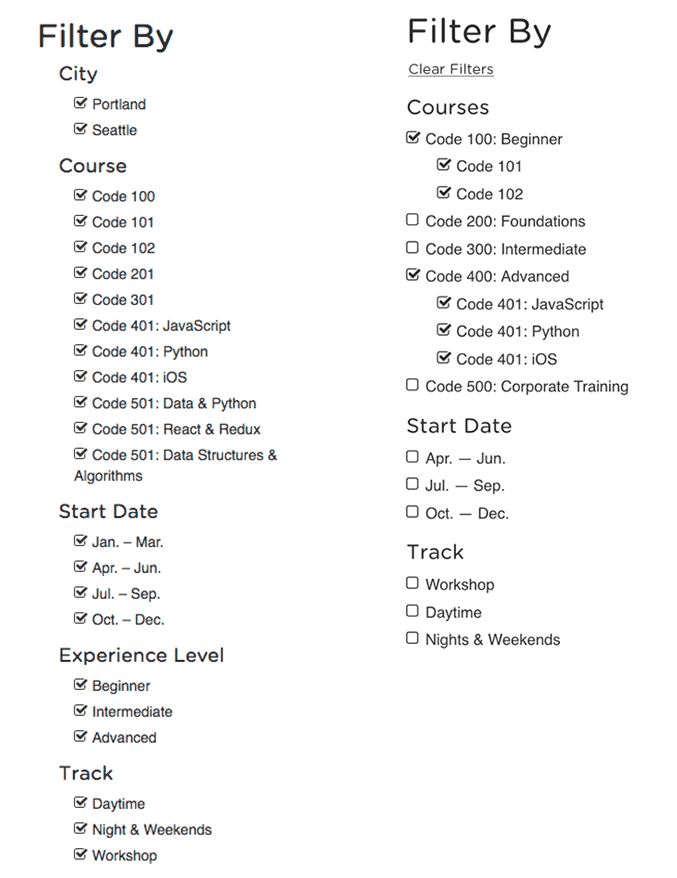 Filter By
City
Portland
Seattle
Course
Code 100
Code 101
Code 102
Code 201
Code 301
Code 401: JavaScript
Code 401: Python
Code 401: iOS
Code 501: Data & Python
Code 501: React & Redux
Code 501: Data Structures &
Algorithms
Start Date
Jan. – Mar.
Apr. – Jun.
Jul. – Sep.
Oct. – Dec.
Experience Level
Beginner
Intermediate
Advanced
Track
Daytime
Night & Weekends
Workshop
Filter By
Clear Filters
Courses
Code 100: Beginner
Code 101
Code 102
Code 200: Foundations
Code 300: Intermediate
Code 400: Advanced
Code 401: JavaScript
Code 401: Python
Code 401: iOS
Code 500: Corporate Training
Start Date
Apr. — Jun.
Jul. — Sep.
Oct. — Dec.
Track
Workshop
Daytime
Nights & Weekends